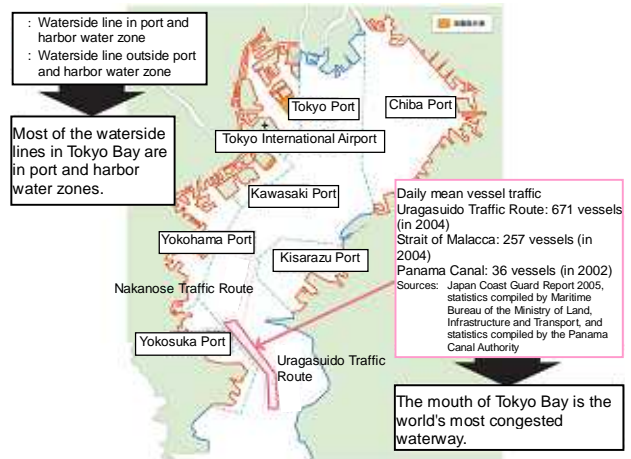 : Waterside line in port and
harbor water zone
: Waterside line outside port
and harbor water zone
Most of the waterside
lines in Tokyo Bay are
in port and harbor
water zones.
Tokyo Port
Chiba Port
Tokyo International Airport
Kawasaki Port
Yokohama Port
Kisarazu Port
Nakanose Traffic Route
Yokosuka Port
Uragasuido Traffic
Route
Daily mean vessel traffic
Uragasuido Traffic Route: 671 vessels
(in 2004)
Strait of Malacca: 257 vessels (in
2004)
Panama Canal: 36 vessels (in 2002)
Sources: Japan Coast Guard Report 2005,
statistics compiled by Maritime
Bureau of the Ministry of Land,
Infrastructure and Transport, and
statistics compiled by the Panama
Canal Authority
The mouth of Tokyo Bay is the
world's most congested
waterway.